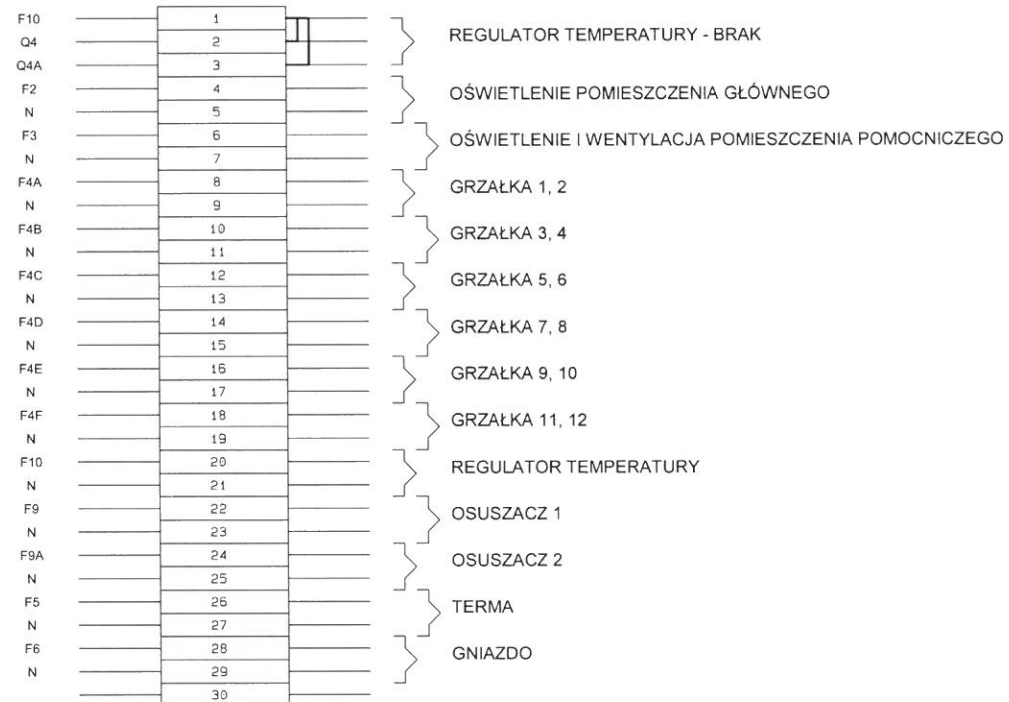 F10 1
Q4 2 REGULATOR TEMPERATURY - BRAK
Q4A 3
F2 4 OŚWIETLENIE POMIESZCZENIA GŁÓWNEGO
N 5
F3 6 OŚWIETLENIE I WENTYLACJA POMIESZCZENIA POMOCNICZEGO
N 7
F4A 8 GRZAŁKA 1, 2
N 9
F4B 10 GRZAŁKA 3, 4
N 11
F4C 12 GRZAŁKA 5, 6
N 13
F4D 14 GRZAŁKA 7, 8
N 15
F4E 16 GRZAŁKA 9, 10
N 17
F4F 18 GRZAŁKA 11, 12
N 19
F10 20 REGULATOR TEMPERATURY
N 21
F9 22 OSUSZACZ 1
N 23
F9A 24 OSUSZACZ 2
N 25
F5 26 TERMA
N 27
F6 28 GNIAZDO
N 29
30